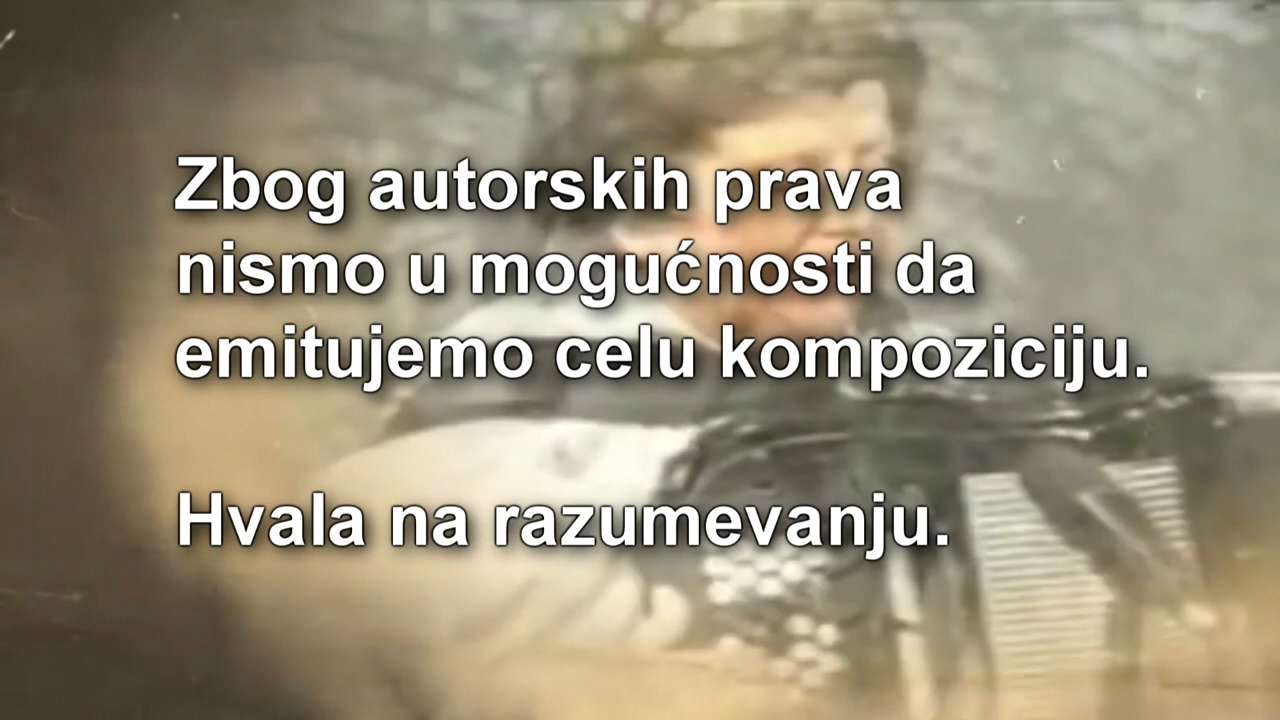 Zbog autorskih prava
nismo u mogućnosti da
emitujemo celu kompoziciju.
Hvala na razumevanju.